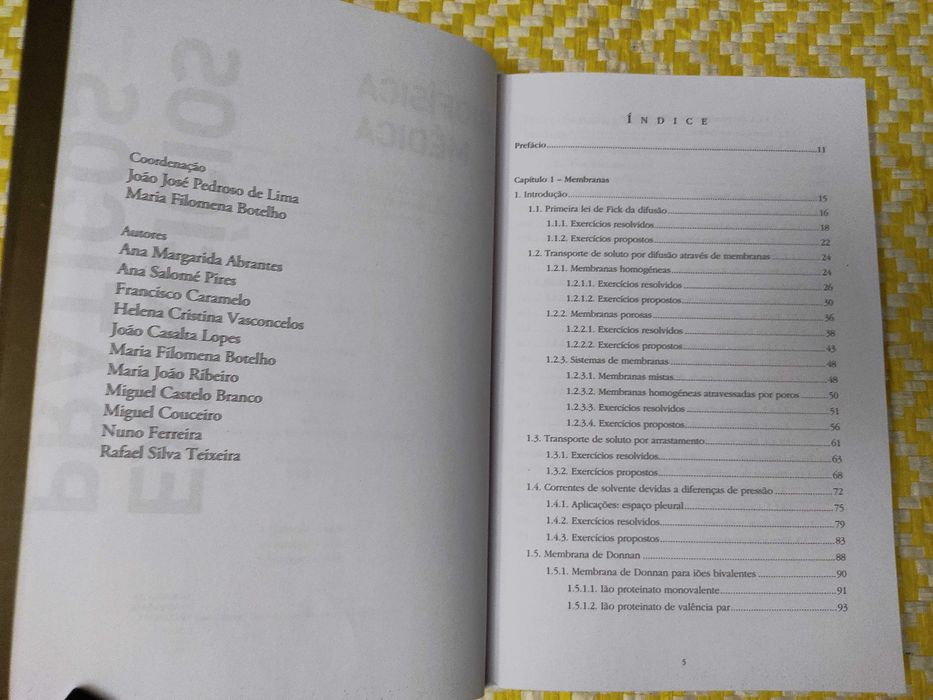 Coordenação
João José Pedroso de Lima
Maria Filomena Botelho
Autores
Ana Margarida Abrantes
Ana Salomé Pires
Francisco Caramelo
Helena Cristina Vasconcelos
João Casalta Lopes
Maria Filomena Botelho
Maria João Ribeiro
Miguel Castelo Branco
Miguel Couceiro
Nuno Ferreira
Rafael Silva Teixeira
ÍNDICE
Prefácio 11
Capítulo 1 – Membranas
1. Introdução 15
1.1. Primeira lei de Fick da difusão 16
1.1.1. Exercícios resolvidos 18
1.1.2. Exercícios propostos 22
1.2. Transporte de soluto por difusão através de membranas 24
1.2.1. Membranas homogéneas 24
1.2.1.1. Exercícios resolvidos 26
1.2.1.2. Exercícios propostos 30
1.2.2. Membranas porosas 36
1.2.2.1. Exercícios resolvidos 38
1.2.2.2. Exercícios propostos 43
1.2.3. Sistemas de membranas 48
1.2.3.1. Membranas mistas 48
1.2.3.2. Membranas homogéneas atravessadas por poros 50
1.2.3.3. Exercícios resolvidos 51
1.2.3.4. Exercícios propostos 56
1.3. Transporte de soluto por arrastamento 61
1.3.1. Exercícios resolvidos 63
1.3.2. Exercícios propostos 68
1.4. Correntes de solvente devidas a diferenças de pressão 72
1.4.1. Aplicações: espaço pleural 75
1.4.2. Exercícios resolvidos 79
1.4.3. Exercícios propostos 83
1.5. Membrana de Donnan 88
1.5.1. Membrana de Donnan para iões bivalentes 90
1.5.1.1. Ião proteinato monovalente 91
1.5.1.2. Ião proteinato de valência par 93
5